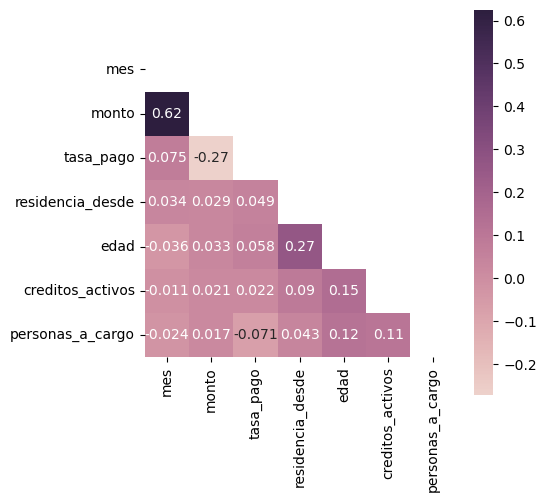 mes
monto 0.62
tasa_pago 0.075 -0.27
residencia_desde 0.034 0.029 0.049
edad -0.036 0.033 0.058 0.27
creditos_activos -0.011 0.021 0.022 0.09 0.15
personas_a_cargo -0.024 0.017 -0.071 0.043 0.12 0.11
mes monto tasa_pago residencia_desde edad creditos_activos personas_a_cargo
0.6
0.5
0.4
0.3
0.2
0.1
0.0
−0.1
−0.2